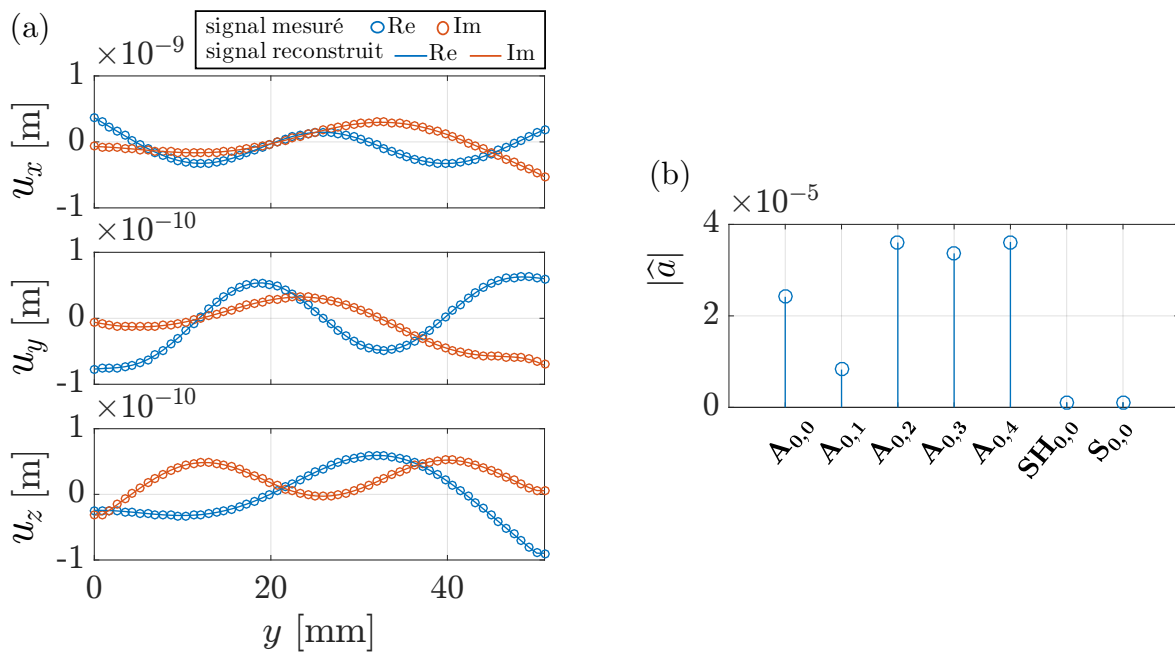 (a)
signal mesuré Re Im
signal reconstruit Re Im
×10⁻⁹
1
0
-1
uₓ [m]
×10⁻¹⁰
1
0
-1
u_y [m]
×10⁻¹⁰
1
0
-1
u_z [m]
0 20 40
y [mm]
(b)
×10⁻⁵
4
2
0
|â|
A₀,₀ A₀,₁ A₀,₂ A₀,₃ A₀,₄ SH₀,₀ S₀,₀